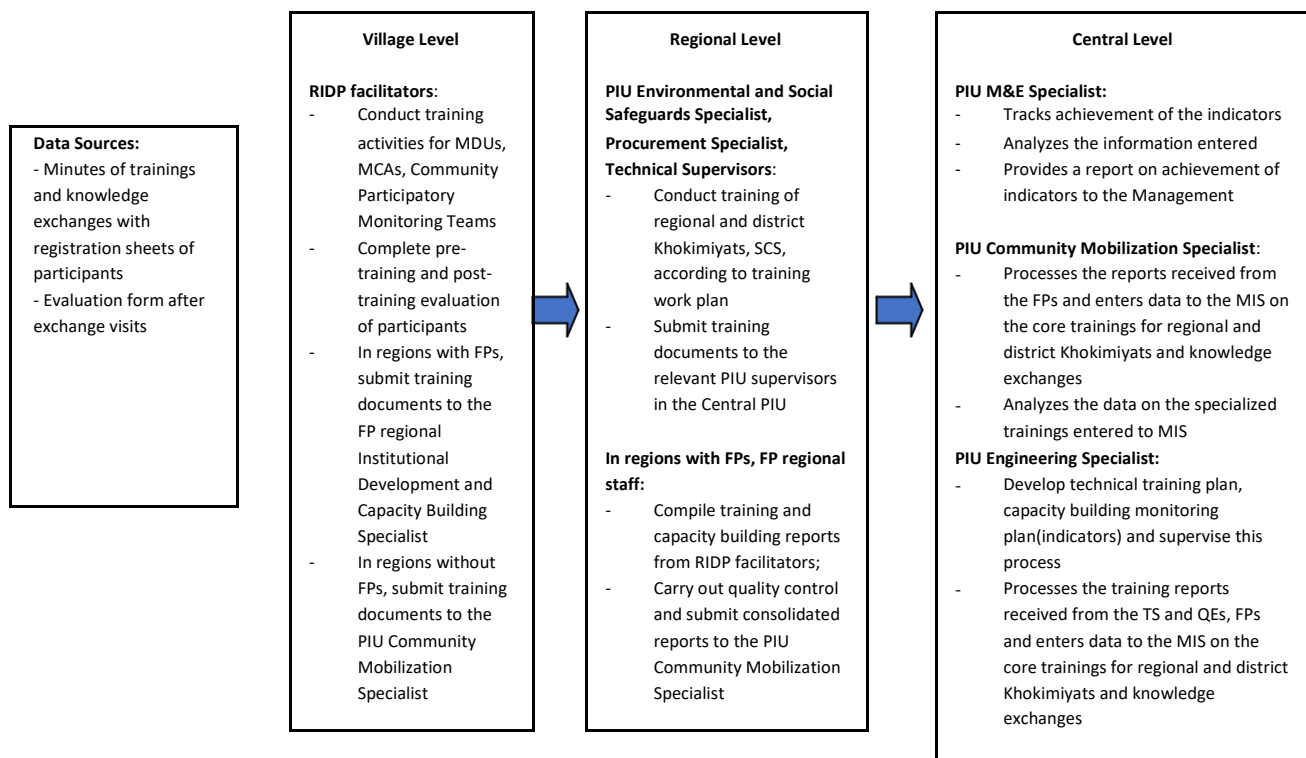 Data Sources:
- Minutes of trainings
and knowledge
exchanges with
registration sheets of
participants
- Evaluation form after
exchange visits
Village Level
RIDP facilitators:
- Conduct training
activities for MDUs,
MCAs, Community
Participatory
Monitoring Teams
- Complete pre-
training and post-
training evaluation
of participants
- In regions with FPs,
submit training
documents to the
FP regional
Institutional
Development and
Capacity Building
Specialist
- In regions without
FPs, submit training
documents to the
PIU Community
Mobilization
Specialist
Regional Level
PIU Environmental and Social
Safeguards Specialist,
Procurement Specialist,
Technical Supervisors:
- Conduct training of
regional and district
Khokimiyats, SCS,
according to training
work plan
- Submit training
documents to the
relevant PIU supervisors
in the Central PIU
In regions with FPs, FP regional
staff:
- Compile training and
capacity building reports
from RIDP facilitators;
- Carry out quality control
and submit consolidated
reports to the PIU
Community Mobilization
Specialist
Central Level
PIU M&E Specialist:
- Tracks achievement of the indicators
- Analyzes the information entered
- Provides a report on achievement of
indicators to the Management
PIU Community Mobilization Specialist:
- Processes the reports received from
the FPs and enters data to the MIS on
the core trainings for regional and
district Khokimiyats and knowledge
exchanges
- Analyzes the data on the specialized
trainings entered to MIS
PIU Engineering Specialist:
- Develop technical training plan,
capacity building monitoring
plan(indicators) and supervise this
process
- Processes the training reports
received from the TS and QEs, FPs
and enters data to the MIS on the
core trainings for regional and district
Khokimiyats and knowledge
exchanges